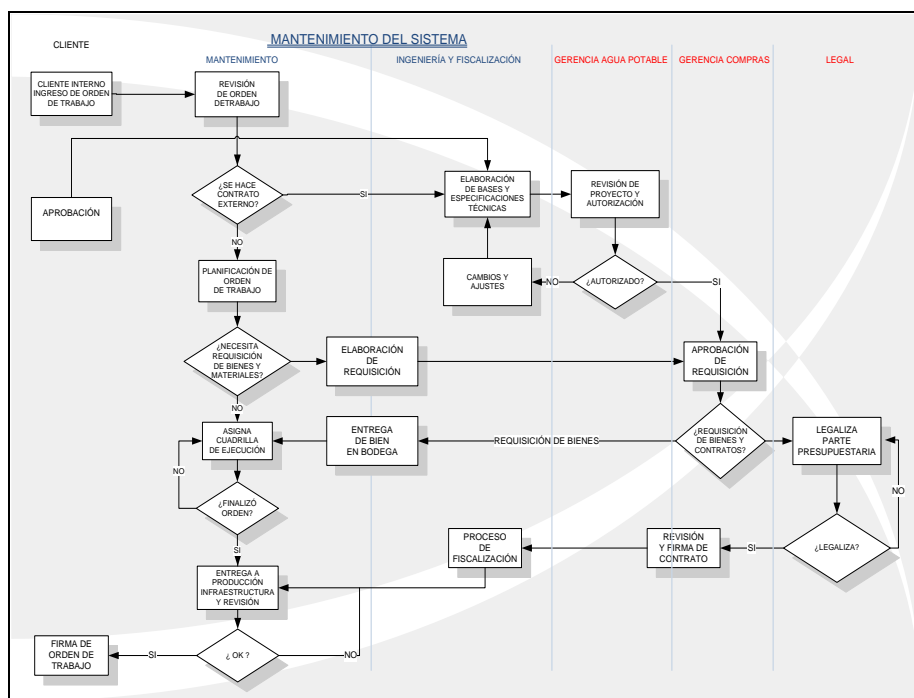 MANTENIMIENTO DEL SISTEMA
CLIENTE
MANTENIMIENTO
INGENIERÍA Y FISCALIZACIÓN
GERENCIA AGUA POTABLE
GERENCIA COMPRAS
LEGAL
CLIENTE INTERNO
INGRESO DE ORDEN
DE TRABAJO
REVISIÓN
DE ORDEN
DETRABAJO
APROBACIÓN
¿SE HACE
CONTRATO
EXTERNO?
SI
ELABORACIÓN
DE BASES Y
ESPECIFICACIONES
TÉCNICAS
REVISIÓN DE
PROYECTO Y
AUTORIZACIÓN
NO
PLANIFICACIÓN DE
ORDEN
DE TRABAJO
CAMBIOS Y
AJUSTES
NO
¿AUTORIZADO?
SI
¿NECESITA
REQUISICIÓN
DE BIENES Y
MATERIALES?
ELABORACIÓN
DE
REQUISICIÓN
APROBACIÓN
DE
REQUISICIÓN
NO
ASIGNA
CUADRILLA
DE EJECUCIÓN
ENTREGA
DE BIEN
EN BODEGA
REQUISICIÓN DE BIENES
¿REQUISICIÓN
DE BIENES Y
CONTRATOS?
LEGALIZA
PARTE
PRESUPUESTARIA
NO
NO
¿FINALIZÓ
ORDEN?
SI
PROCESO
DE
FISCALIZACIÓN
REVISIÓN
Y FIRMA DE
CONTRATO
SI
¿LEGALIZA?
ENTREGA A
PRODUCCIÓN
INFRAESTRUCTURA
Y REVISIÓN
FIRMA DE
ORDEN DE
TRABAJO
SI
¿ OK ?
NO